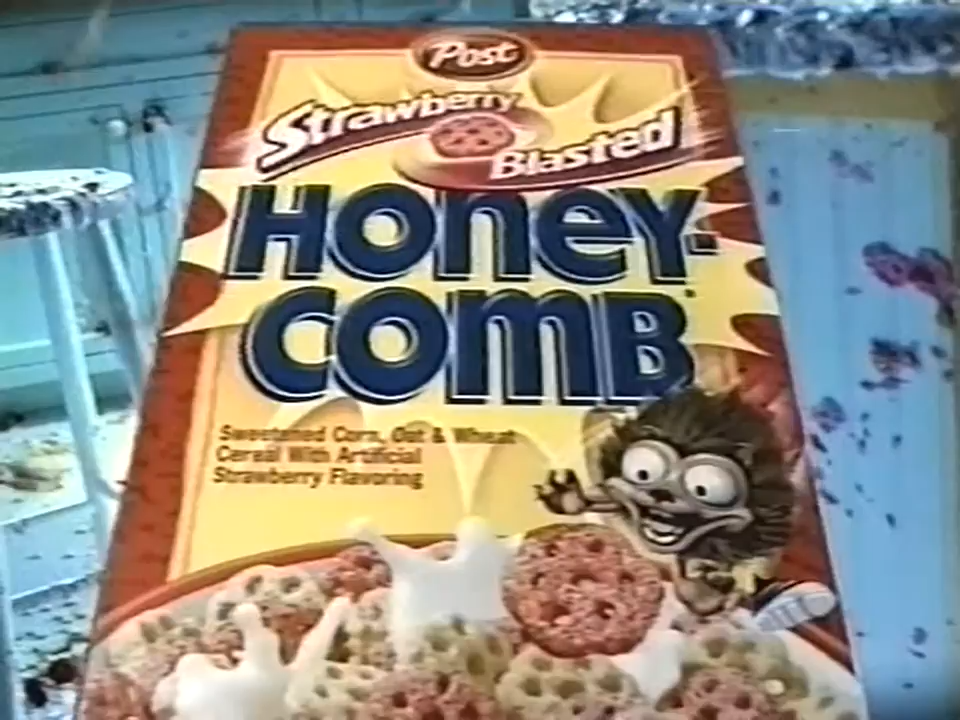 Post
Strawberry
Blasted
HONEY-
COMB
Sweetened Corn, Oat & Wheat
Cereal With Artificial
Strawberry Flavoring